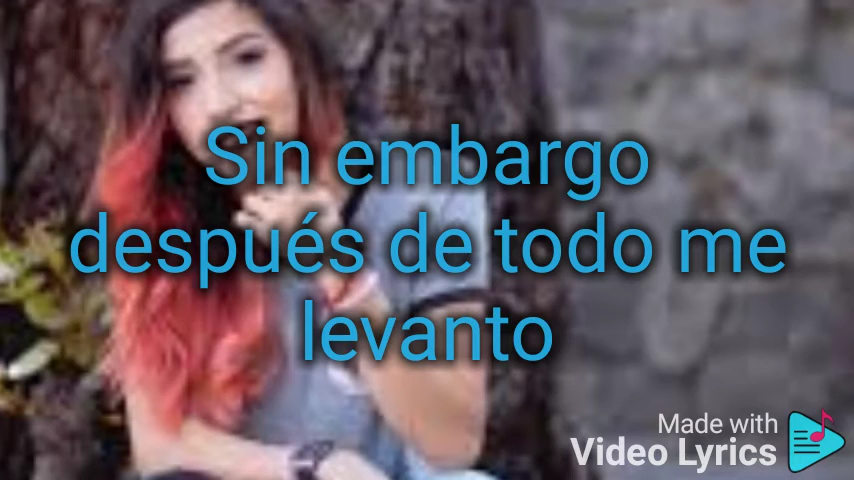 Sin embargo
después de todo me
levanto
Made with
Video Lyrics